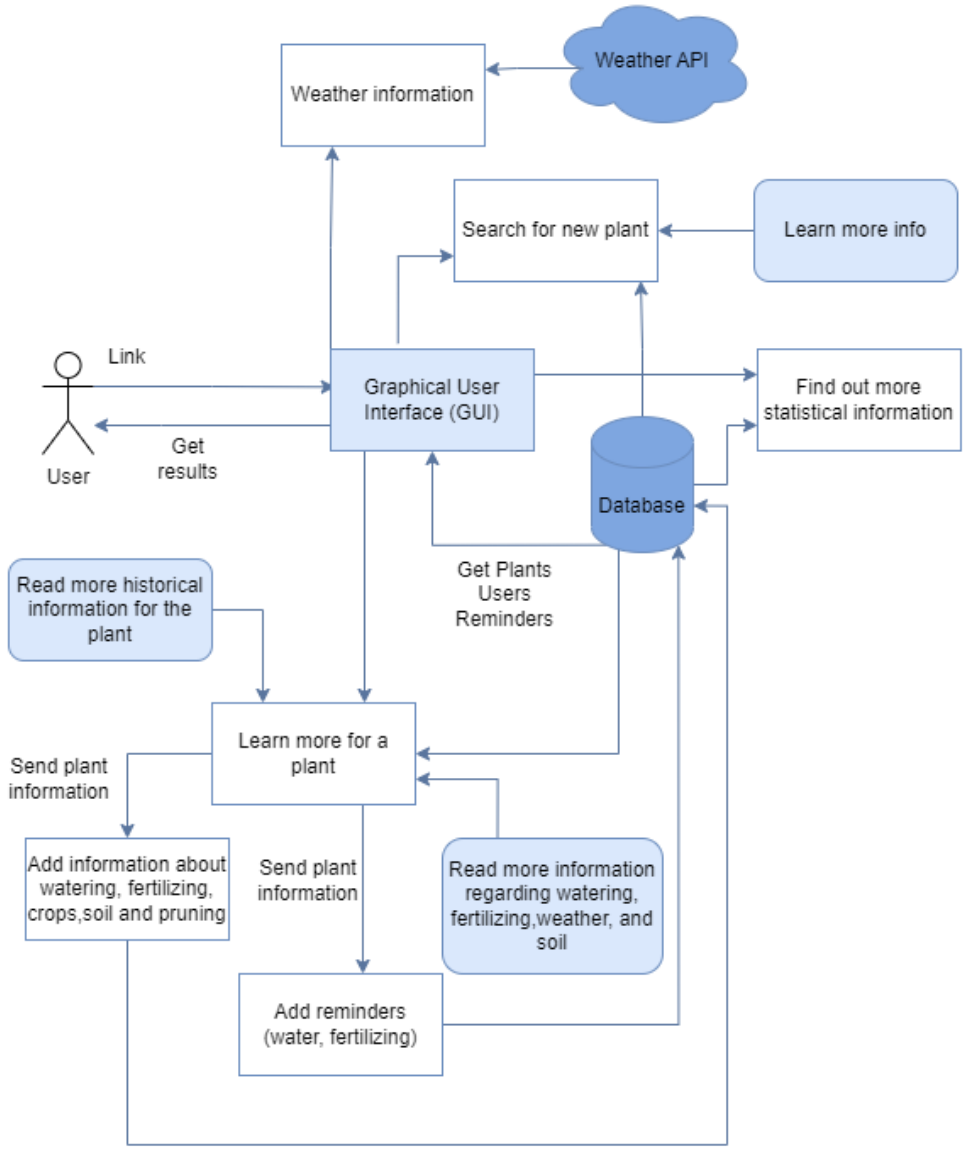 Weather API
Weather information
Search for new plant
Learn more info
Link
Graphical User
Interface (GUI)
Find out more
statistical information
Get
results
User
Database
Get Plants
Users
Reminders
Read more historical
information for the
plant
Learn more for a
plant
Send plant
information
Add information about
watering, fertilizing,
crops,soil and pruning
Send plant
information
Read more information
regarding watering,
fertilizing,weather, and
soil
Add reminders
(water, fertilizing)